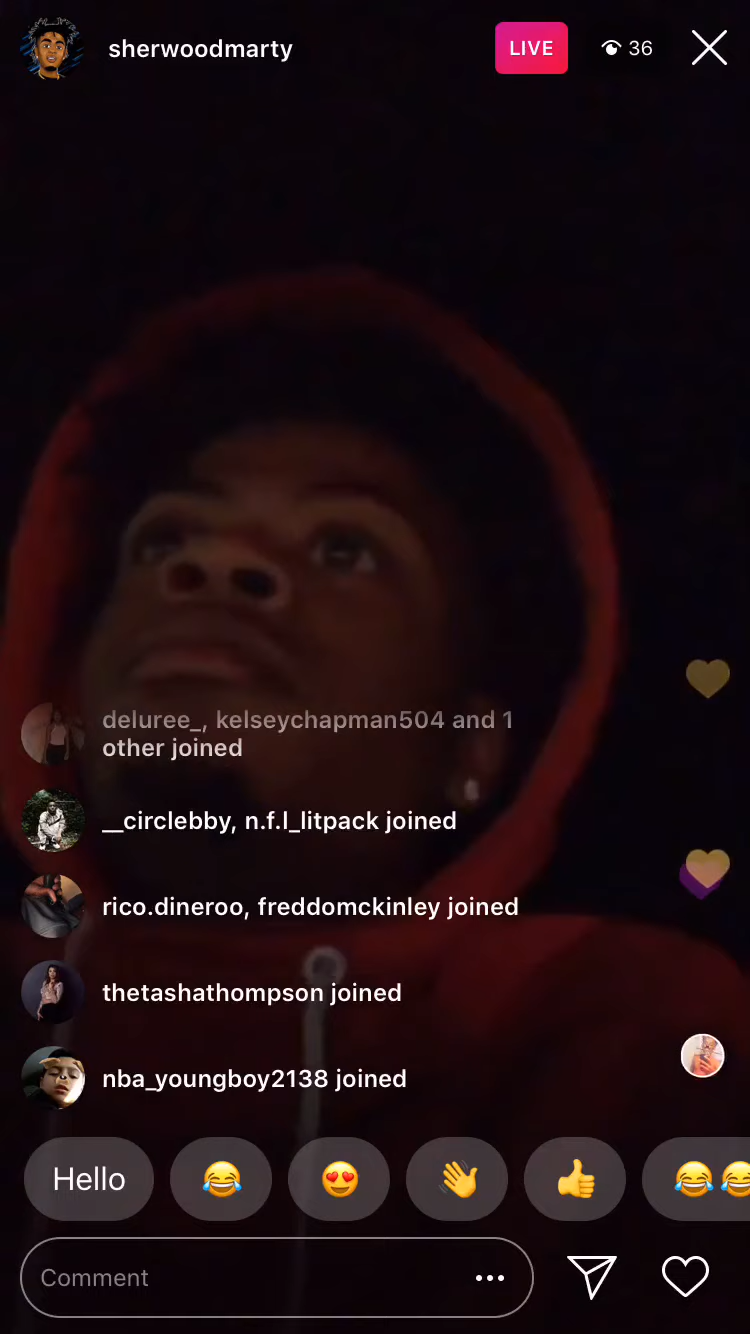 sherwoodmarty
LIVE
36
deluree_, kelseychapman504 and 1
other joined
__circlebby, n.f.l_litpack joined
rico.dineroo, freddomckinley joined
thetashathompson joined
nba_youngboy2138 joined
Hello
Comment